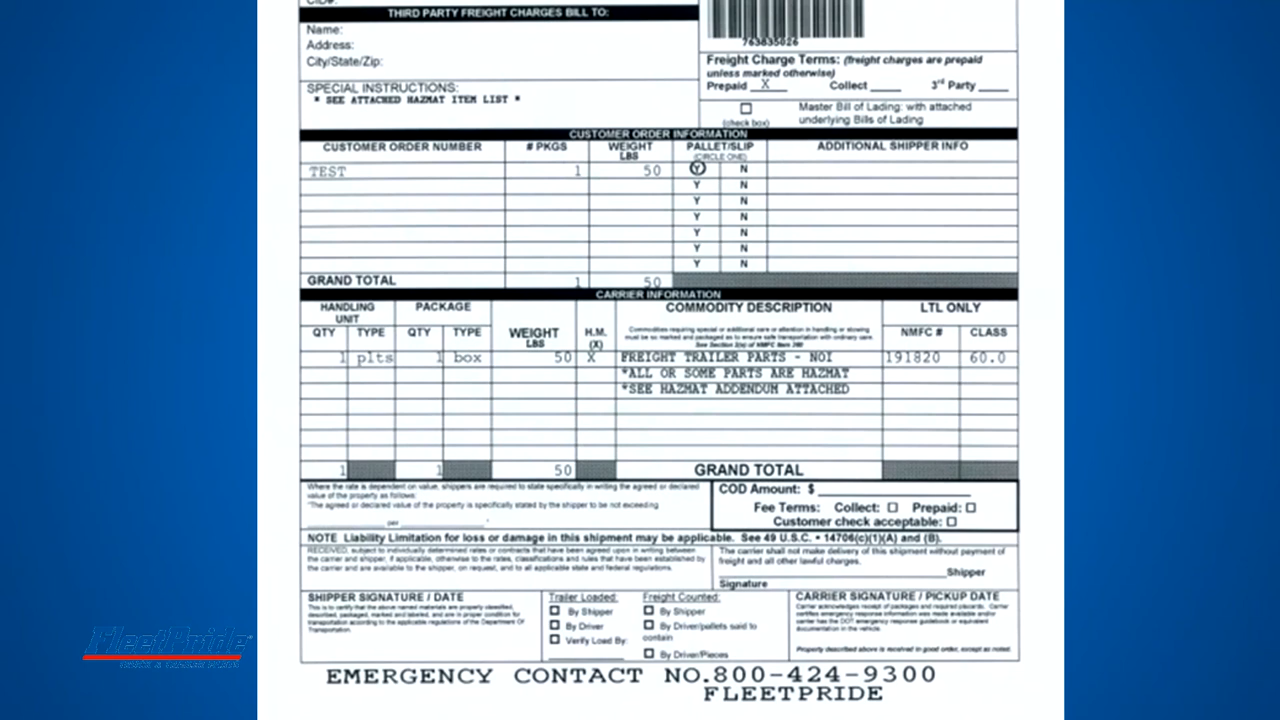 CID#:
THIRD PARTY FREIGHT CHARGES BILL TO:
Name:
Address:
City/State/Zip:
763835026
Freight Charge Terms: (freight charges are prepaid
unless marked otherwise)
Prepaid X Collect ____ 3rd Party ____
SPECIAL INSTRUCTIONS:
* SEE ATTACHED HAZMAT ITEM LIST *
(check box)
Master Bill of Lading: with attached
underlying Bills of Lading
CUSTOMER ORDER INFORMATION
CUSTOMER ORDER NUMBER # PKGS WEIGHT LBS PALLET/SLIP (CIRCLE ONE) ADDITIONAL SHIPPER INFO
TEST 1 50 Y N
Y N
Y N
Y N
Y N
Y N
Y N
GRAND TOTAL 1 50
CARRIER INFORMATION
HANDLING UNIT PACKAGE COMMODITY DESCRIPTION LTL ONLY
QTY TYPE QTY TYPE WEIGHT LBS H.M. (X) NMFC # CLASS
Commodities requiring special or additional care or attention in handling or stowing
must be so marked and packaged as to ensure safe transportation with ordinary care.
See Section 2(e) of NMFC Item 360
1 plts 1 box 50 X FREIGHT TRAILER PARTS - NOI 191820 60.0
*ALL OR SOME PARTS ARE HAZMAT
*SEE HAZMAT ADDENDUM ATTACHED
1 1 50 GRAND TOTAL
Where the rate is dependent on value, shippers are required to state specifically in writing the agreed or declared
value of the property as follows:
"The agreed or declared value of the property is specifically stated by the shipper to be not exceeding
____ per ____."
COD Amount: $ ____
Fee Terms: Collect: ☐ Prepaid: ☐
Customer check acceptable: ☐
NOTE Liability Limitation for loss or damage in this shipment may be applicable. See 49 U.S.C. • 14706(c)(1)(A) and (B).
RECEIVED, subject to individually determined rates or contracts that have been agreed upon in writing between
the carrier and shipper, if applicable, otherwise to the rates, classifications and rules that have been established by
the carrier and are available to the shipper, on request, and to all applicable state and federal regulations.
The carrier shall not make delivery of this shipment without payment of
freight and all other lawful charges.
____Shipper
Signature
SHIPPER SIGNATURE / DATE
This is to certify that the above named materials are properly classified,
described, packaged, marked and labeled, and are in proper condition for
transportation according to the applicable regulations of the Department Of
Transportation.
Trailer Loaded:
☐ By Shipper
☐ By Driver
☐ Verify Load By:
Freight Counted:
☐ By Shipper
☐ By Driver/pallets said to
contain
☐ By Driver/Pieces
CARRIER SIGNATURE / PICKUP DATE
Carrier acknowledges receipt of packages and required placards. Carrier
certifies emergency response information was made available and/or
carrier has the DOT emergency response guidebook or equivalent
documentation in the vehicle.
Property described above is received in good order, except as noted.
EMERGENCY CONTACT NO.800-424-9300
FLEETPRIDE
FleetPride